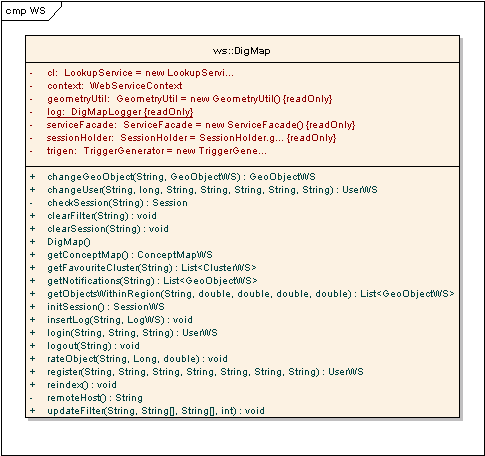 cmp WS
ws::DigMap
- cl: LookupService = new LookupServi...
- context: WebServiceContext
- geometryUtil: GeometryUtil = new GeometryUtil() {readOnly}
- log: DigMapLogger {readOnly}
- serviceFacade: ServiceFacade = new ServiceFacade() {readOnly}
- sessionHolder: SessionHolder = SessionHolder.g... {readOnly}
- trigen: TriggerGenerator = new TriggerGene...
+ changeGeoObject(String, GeoObjectWS) : GeoObjectWS
+ changeUser(String, long, String, String, String, String, String) : UserWS
- checkSession(String) : Session
+ clearFilter(String) : void
+ clearSession(String) : void
+ DigMap()
+ getConceptMap() : ConceptMapWS
+ getFavouriteCluster(String) : List<ClusterWS>
+ getNotifications(String) : List<GeoObjectWS>
+ getObjectsWithinRegion(String, double, double, double, double) : List<GeoObjectWS>
+ initSession() : SessionWS
+ insertLog(String, LogWS) : void
+ login(String, String, String) : UserWS
+ logout(String) : void
+ rateObject(String, Long, double) : void
+ register(String, String, String, String, String, String, String) : UserWS
+ reindex() : void
- remoteHost() : String
+ updateFilter(String, String[], String[], int) : void